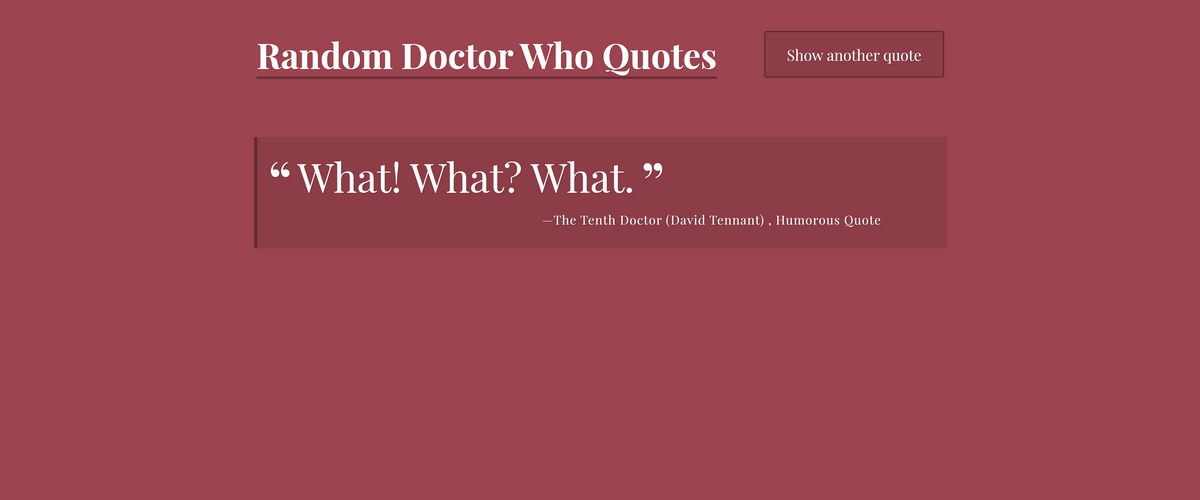 Random Doctor Who Quotes
Show another quote
“ What! What? What. ”
—The Tenth Doctor (David Tennant) , Humorous Quote